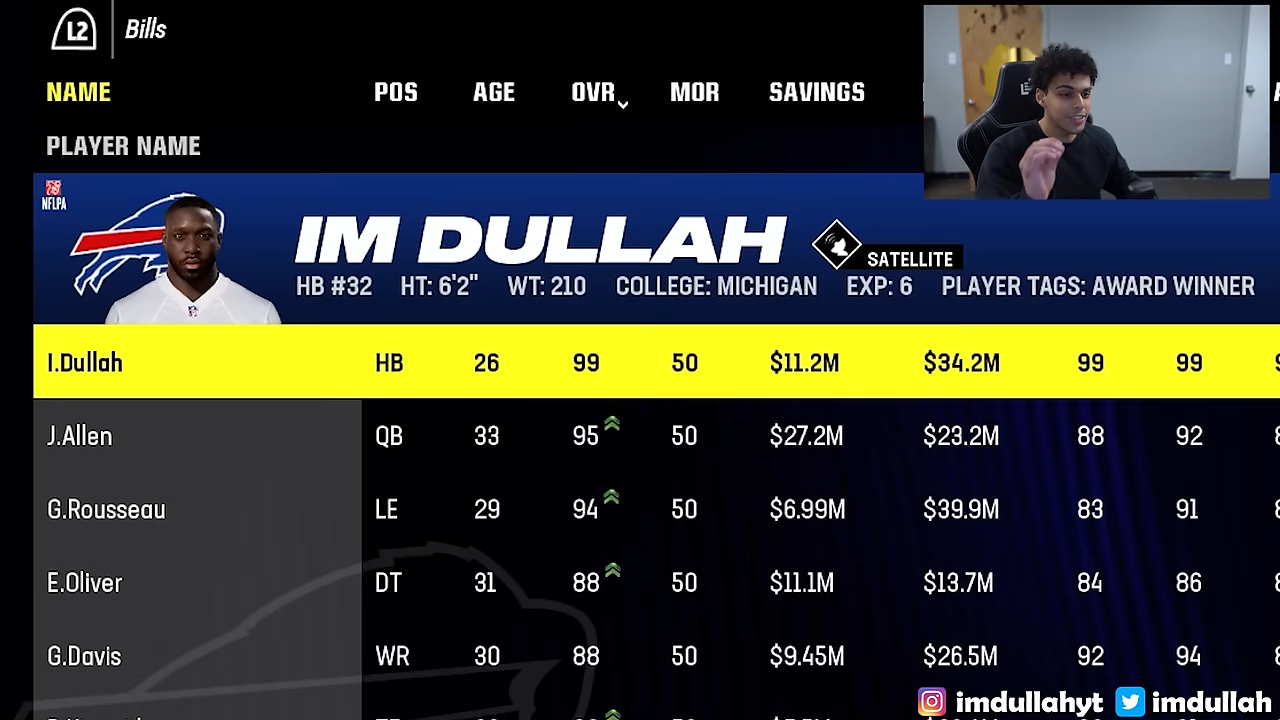 L2 Bills
NAME POS AGE OVR MOR SAVINGS
PLAYER NAME
NFLPA
IM DULLAH SATELLITE
HB #32 HT: 6'2" WT: 210 COLLEGE: MICHIGAN EXP: 6 PLAYER TAGS: AWARD WINNER
I.Dullah HB 26 99 50 $11.2M $34.2M 99 99
J.Allen QB 33 95 50 $27.2M $23.2M 88 92
G.Rousseau LE 29 94 50 $6.99M $39.9M 83 91
E.Oliver DT 31 88 50 $11.1M $13.7M 84 86
G.Davis WR 30 88 50 $9.45M $26.5M 92 94
imdullahyt imdullah